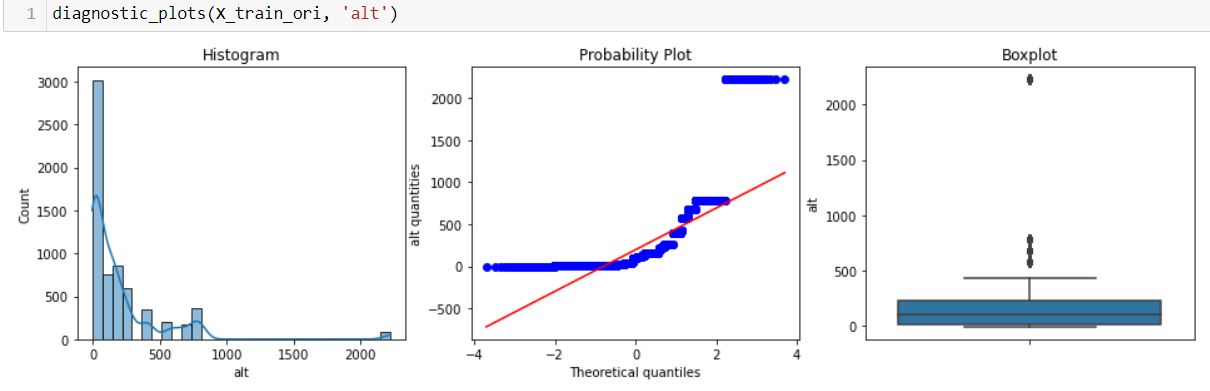 1 diagnostic_plots(X_train_ori, 'alt')
Histogram
Probability Plot
Boxplot
3000
2500
2000
1500
1000
500
0
Count
0 500 1000 1500 2000
alt
2000
1500
1000
500
0
−500
alt quantities
−4 −2 0 2 4
Theoretical quantiles
2000
1500
1000
500
0
alt